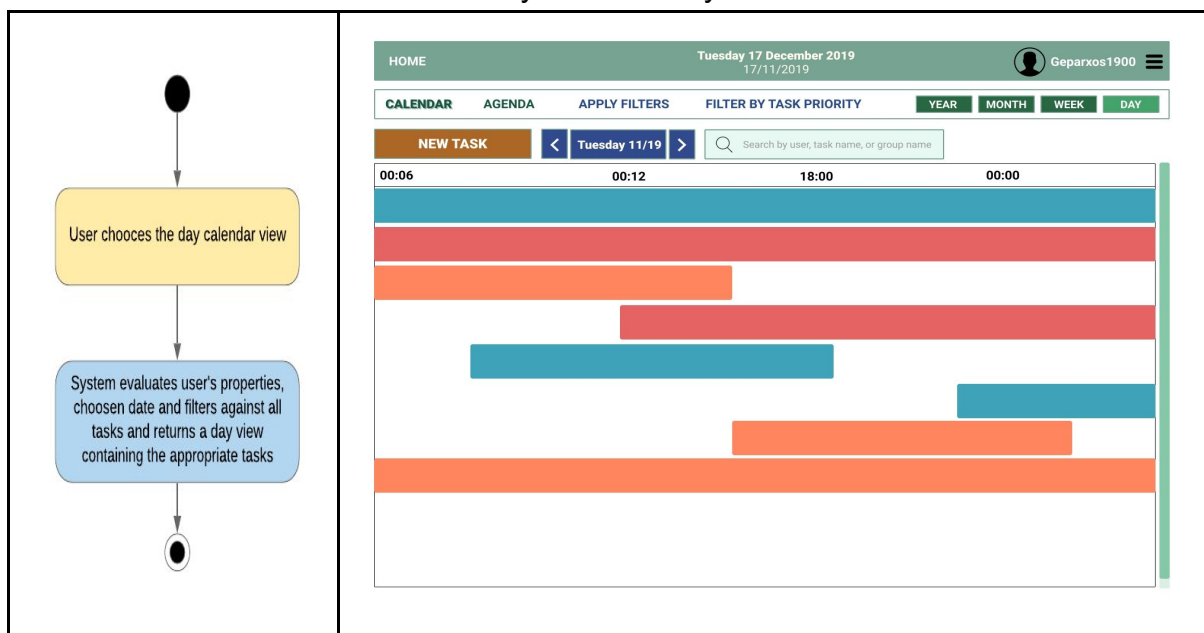 User chooces the day calendar view
System evaluates user's properties,
choosen date and filters against all
tasks and returns a day view
containing the appropriate tasks
HOME
Tuesday 17 December 2019
17/11/2019
Geparxos1900
CALENDAR AGENDA APPLY FILTERS FILTER BY TASK PRIORITY YEAR MONTH WEEK DAY
NEW TASK < Tuesday 11/19 > Search by user, task name, or group name
00:06 00:12 18:00 00:00